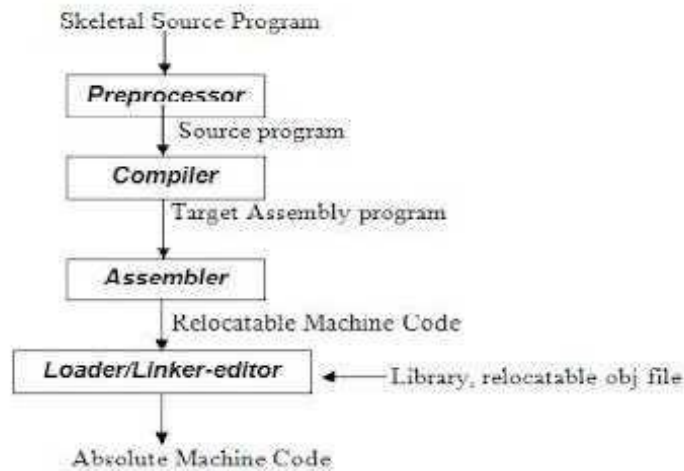 Skeletal Source Program
Preprocessor
Source program
Compiler
Target Assembly program
Assembler
Relocatable Machine Code
Loader/Linker-editor
Library, relocatable obj file
Absolute Machine Code